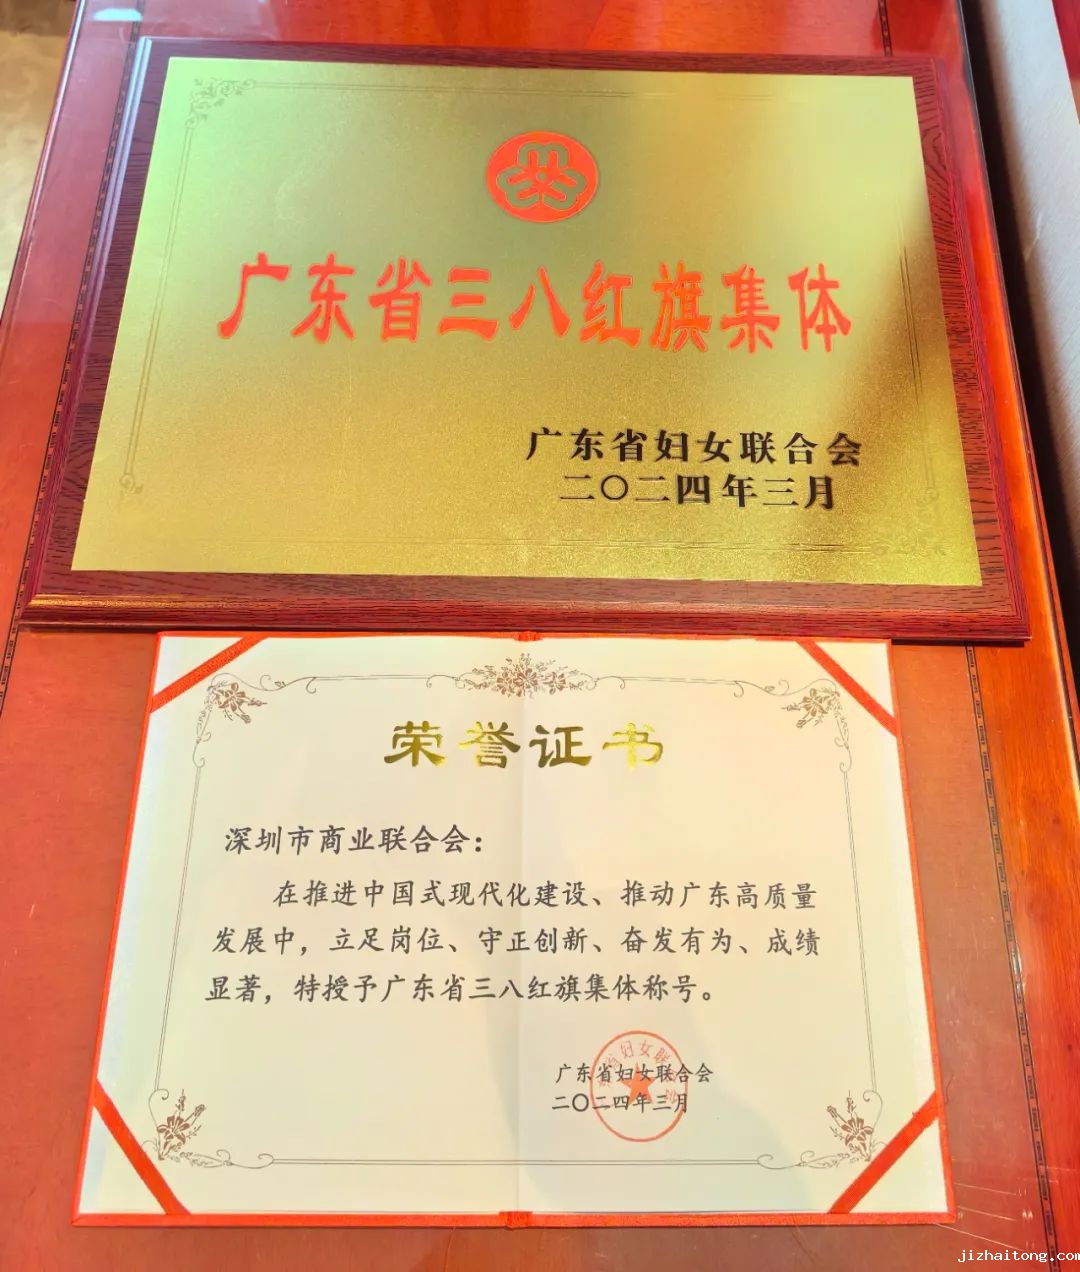 广东省三八红旗集体
广东省妇女联合会
二〇二四年三月
荣誉证书
深圳市商业联合会：
在推进中国式现代化建设、推动广东高质量
发展中，立足岗位、守正创新、奋发有为、成绩
显著，特授予广东省三八红旗集体称号。
广东省妇女联合会
二〇二四年三月
jizhaitong.com